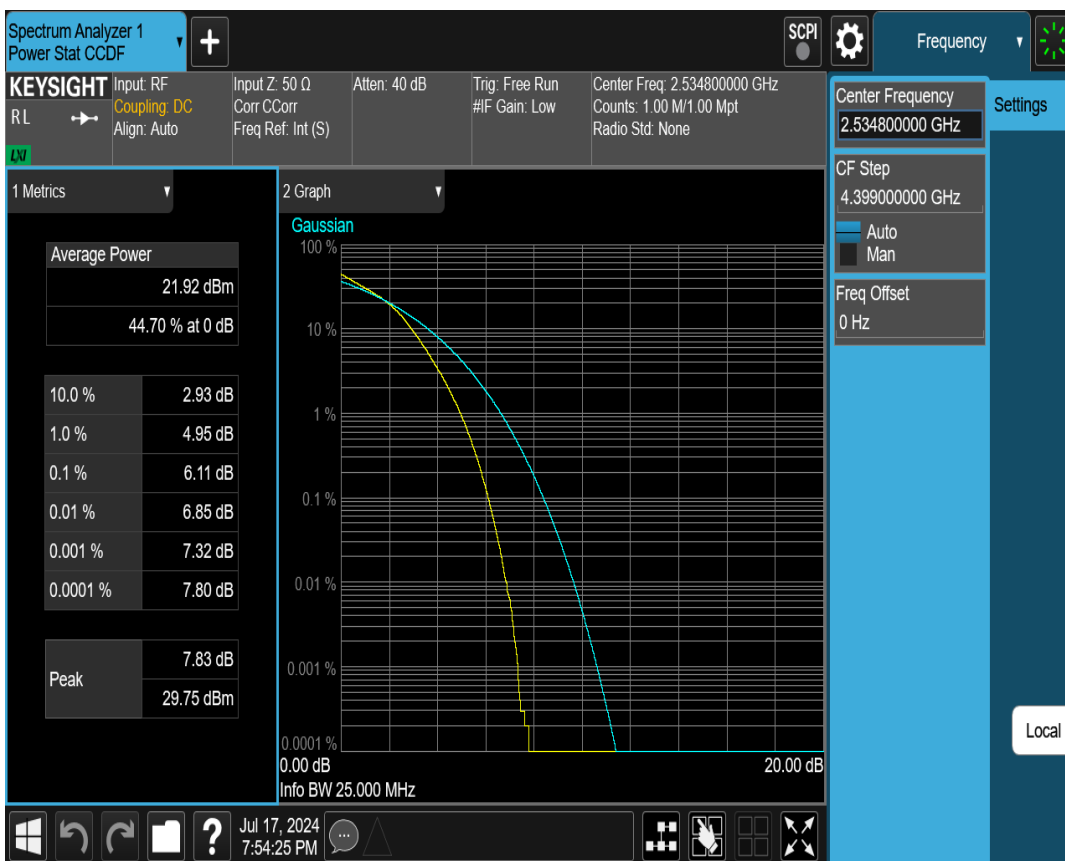 Spectrum Analyzer 1
Power Stat CCDF
SCPI
Frequency
KEYSIGHT
RL
LXI
Input: RF
Coupling: DC
Align: Auto
Input Z: 50 Ω
Corr CCorr
Freq Ref: Int (S)
Atten: 40 dB
Trig: Free Run
#IF Gain: Low
Center Freq: 2.534800000 GHz
Counts: 1.00 M/1.00 Mpt
Radio Std: None
Center Frequency
2.534800000 GHz
Settings
CF Step
4.399000000 GHz
Auto
Man
Freq Offset
0 Hz
1 Metrics
Average Power
21.92 dBm
44.70 % at 0 dB
10.0 % 2.93 dB
1.0 % 4.95 dB
0.1 % 6.11 dB
0.01 % 6.85 dB
0.001 % 7.32 dB
0.0001 % 7.80 dB
Peak
7.83 dB
29.75 dBm
2 Graph
Gaussian
100 %
10 %
1 %
0.1 %
0.01 %
0.001 %
0.0001 %
0.00 dB 20.00 dB
Info BW 25.000 MHz
Local
?
Jul 17, 2024
7:54:25 PM